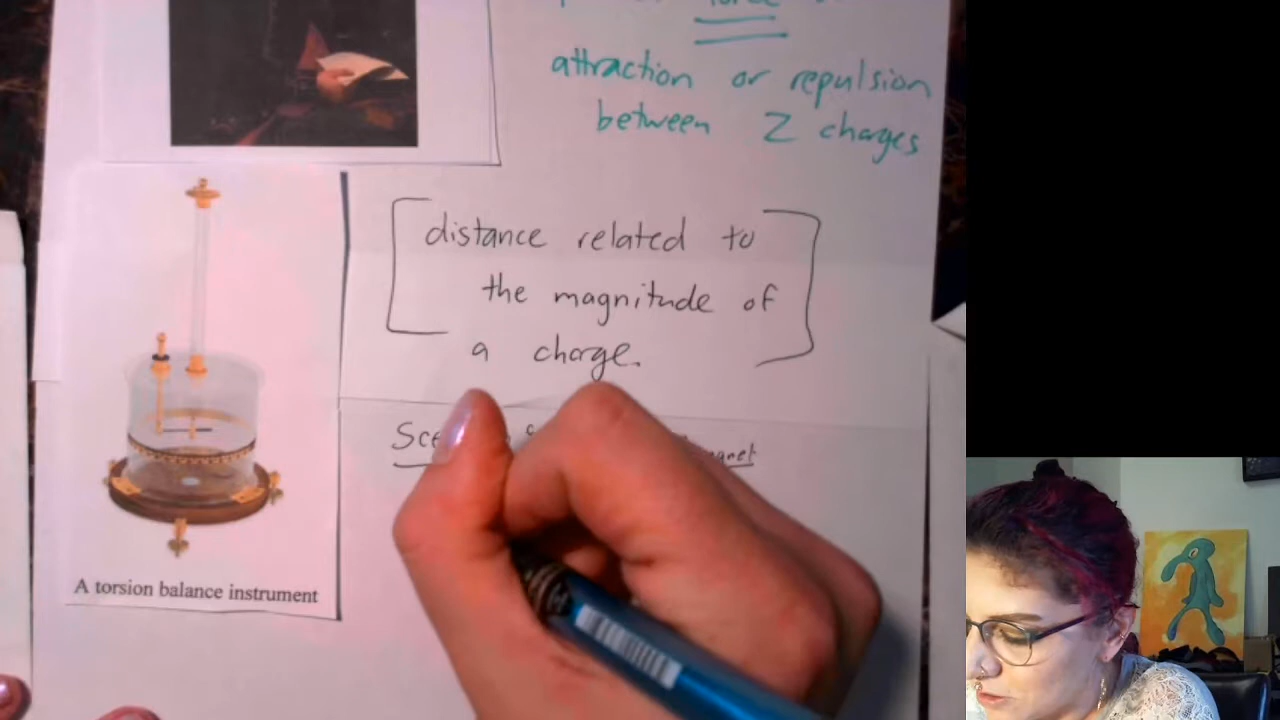 attraction or repulsion
between 2 charges
distance related to
the magnitude of
a charge.
A torsion balance instrument